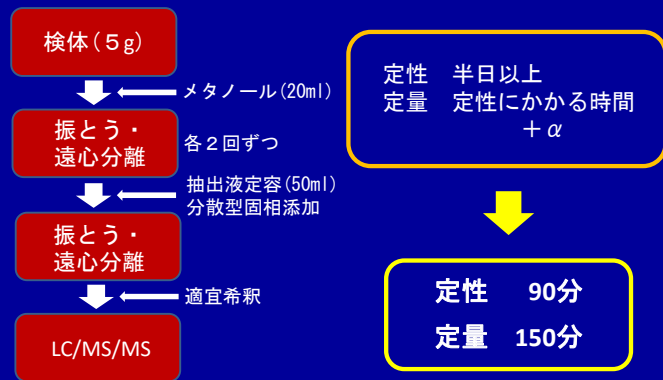 検体(５g)
メタノール(20ml)
振とう・
遠心分離
各２回ずつ
抽出液定容(50ml)
分散型固相添加
振とう・
遠心分離
適宜希釈
LC/MS/MS
定性　半日以上
定量　定性にかかる時間
＋α
定性　90分
定量　150分